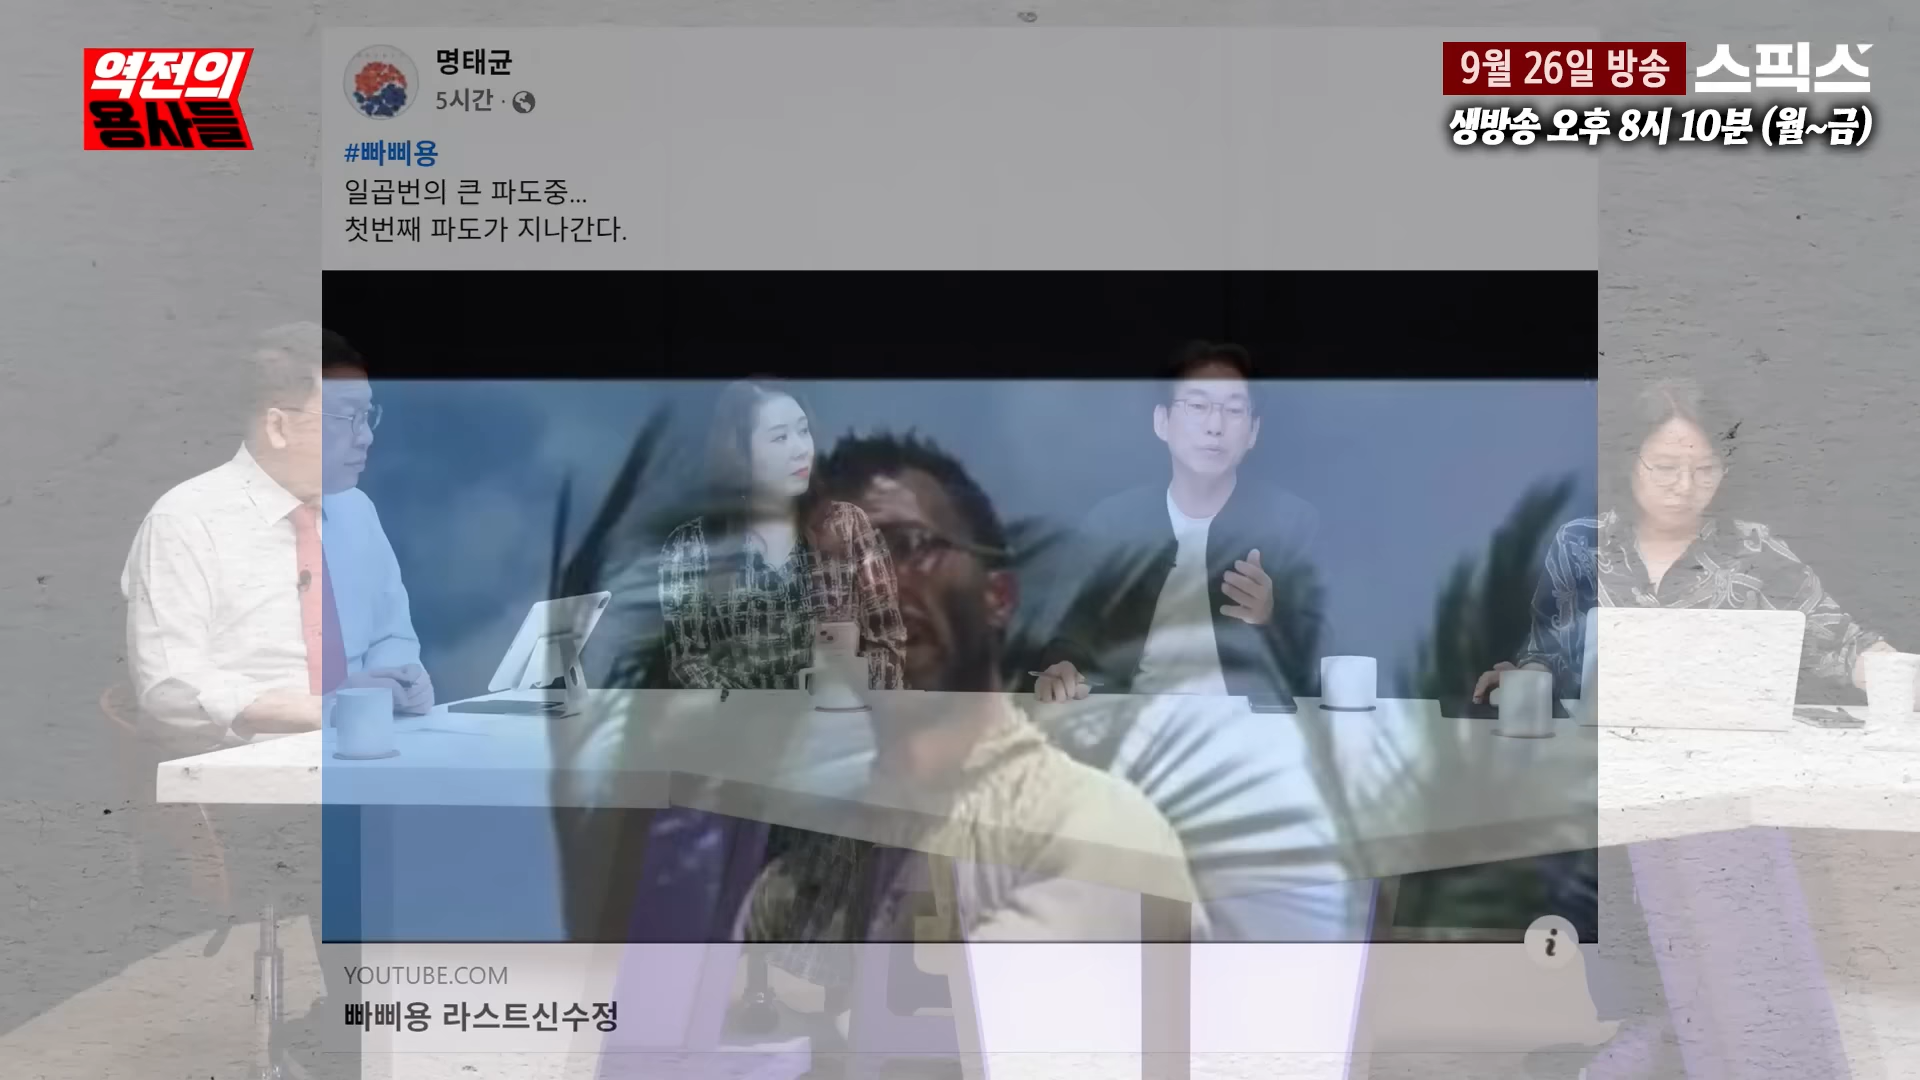 역전의
용사들
9월 26일 방송 스픽스
생방송 오후 8시 10분 (월~금)
명태균
5시간 ·
#빠삐용
일곱번의 큰 파도중...
첫번째 파도가 지나간다.
YOUTUBE.COM
빠삐용 라스트신수정